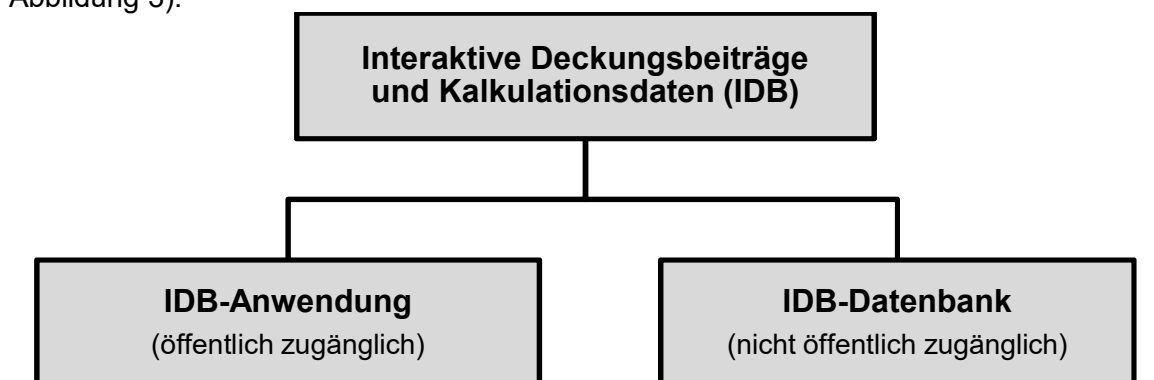 Abbildung 3):
Interaktive Deckungsbeiträge
und Kalkulationsdaten (IDB)
IDB-Anwendung
(öffentlich zugänglich)
IDB-Datenbank
(nicht öffentlich zugänglich)